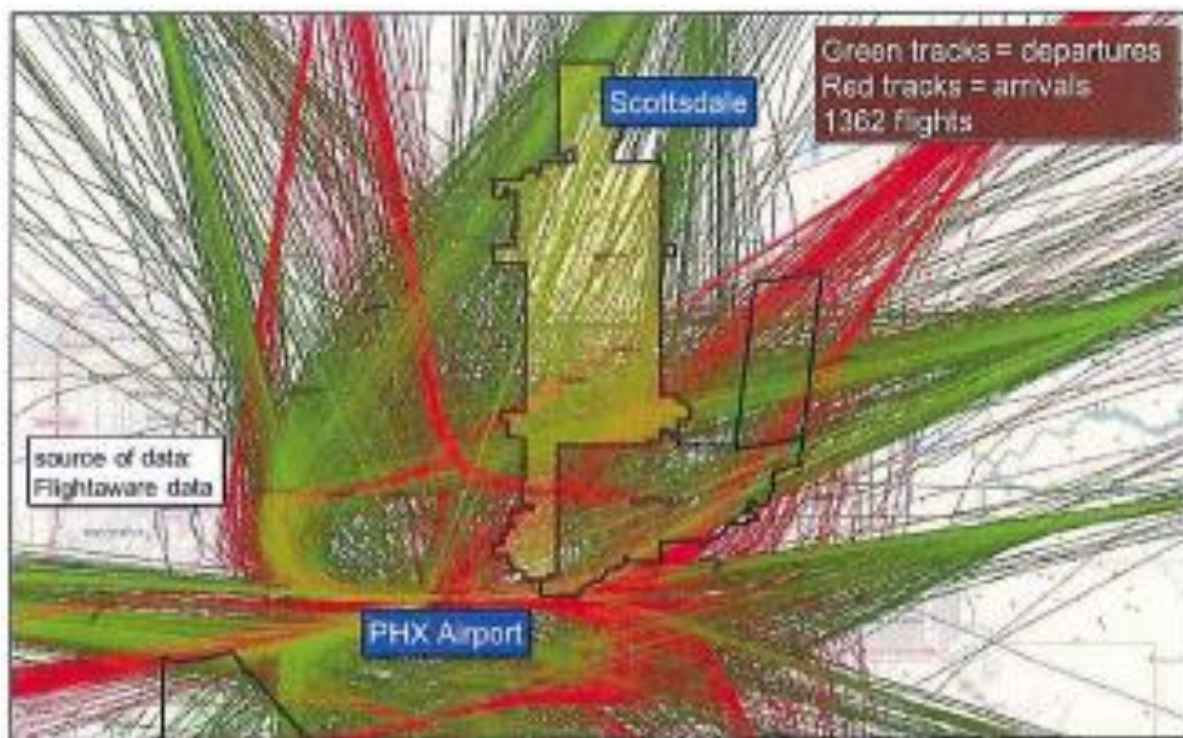 Green tracks = departures
Red tracks = arrivals
1362 flights
Scottsdale
source of data:
Flightaware data
PHX Airport